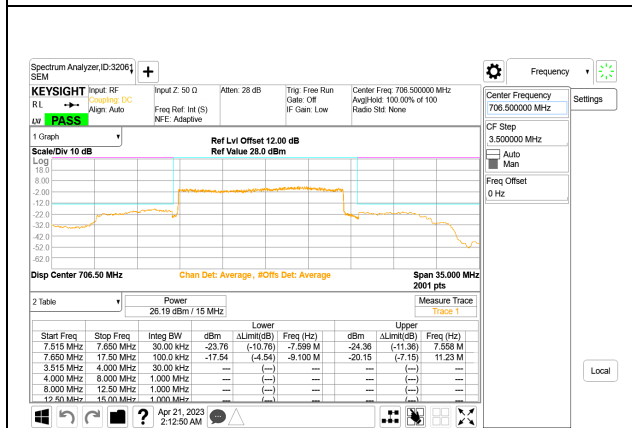 Spectrum Analyzer,ID:32061
SEM
Frequency
KEYSIGHT
Input: RF
Input Z: 50 Ω
Atten: 28 dB
Trig: Free Run
Center Freq: 706.500000 MHz
RL
Coupling: DC
Gate: Off
Avg|Hold: 100.00% of 100
Align: Auto
Freq Ref: Int (S)
IF Gain: Low
Radio Std: None
LXI
PASS
NFE: Adaptive
Center Frequency
706.500000 MHz
Settings
CF Step
3.500000 MHz
Auto
Man
Freq Offset
0 Hz
1 Graph
Ref Lvl Offset 12.00 dB
Scale/Div 10 dB
Ref Value 28.0 dBm
Log
18.0
8.00
-2.00
-12.0
-22.0
-32.0
-42.0
-52.0
-62.0
Disp Center 706.50 MHz
Chan Det: Average, #Offs Det: Average
Span 35.000 MHz
2001 pts
2 Table
Power
Measure Trace
26.19 dBm / 15 MHz
Trace 1
Lower Upper
Start Freq Stop Freq Integ BW dBm ΔLimit(dB) Freq (Hz) dBm ΔLimit(dB) Freq (Hz)
7.515 MHz 7.650 MHz 30.00 kHz -23.76 (-10.76) -7.599 M -24.36 (-11.36) 7.558 M
7.650 MHz 17.50 MHz 100.0 kHz -17.54 (-4.54) -9.100 M -20.15 (-7.15) 11.23 M
3.515 MHz 4.000 MHz 30.00 kHz --- (---) --- (---)
4.000 MHz 8.000 MHz 1.000 MHz --- (---) --- (---)
8.000 MHz 12.50 MHz 1.000 MHz --- (---) --- (---)
12.50 MHz 15.00 MHz 1.000 MHz --- (---) --- (---)
Local
?
Apr 21, 2023
2:12:50 AM